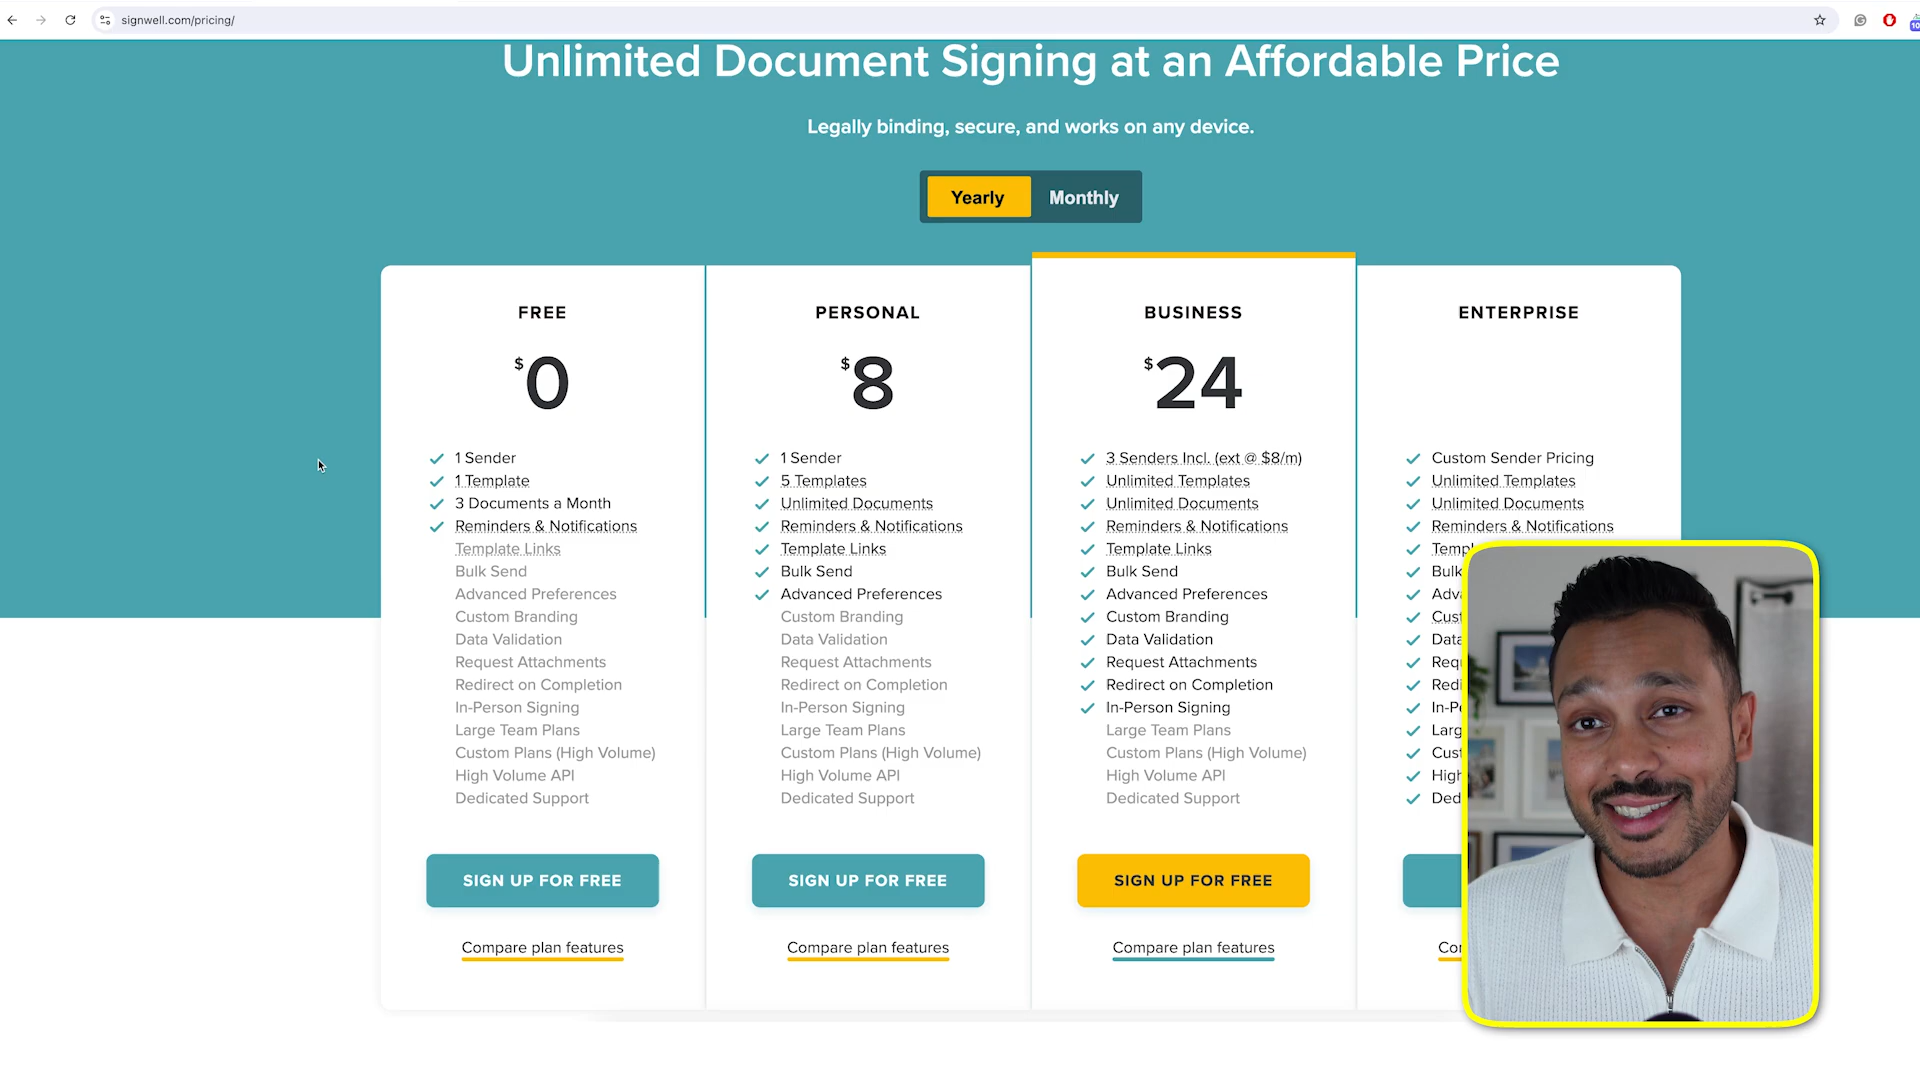 signwell.com/pricing/
Unlimited Document Signing at an Affordable Price
Legally binding, secure, and works on any device.
Yearly
Monthly
FREE
$0
1 Sender
1 Template
3 Documents a Month
Reminders & Notifications
Template Links
Bulk Send
Advanced Preferences
Custom Branding
Data Validation
Request Attachments
Redirect on Completion
In-Person Signing
Large Team Plans
Custom Plans (High Volume)
High Volume API
Dedicated Support
SIGN UP FOR FREE
Compare plan features
PERSONAL
$8
1 Sender
5 Templates
Unlimited Documents
Reminders & Notifications
Template Links
Bulk Send
Advanced Preferences
Custom Branding
Data Validation
Request Attachments
Redirect on Completion
In-Person Signing
Large Team Plans
Custom Plans (High Volume)
High Volume API
Dedicated Support
SIGN UP FOR FREE
Compare plan features
BUSINESS
$24
3 Senders Incl. (ext @ $8/m)
Unlimited Templates
Unlimited Documents
Reminders & Notifications
Template Links
Bulk Send
Advanced Preferences
Custom Branding
Data Validation
Request Attachments
Redirect on Completion
In-Person Signing
Large Team Plans
Custom Plans (High Volume)
High Volume API
Dedicated Support
SIGN UP FOR FREE
Compare plan features
ENTERPRISE
Custom Sender Pricing
Unlimited Templates
Unlimited Documents
Reminders & Notifications
Bulk
High